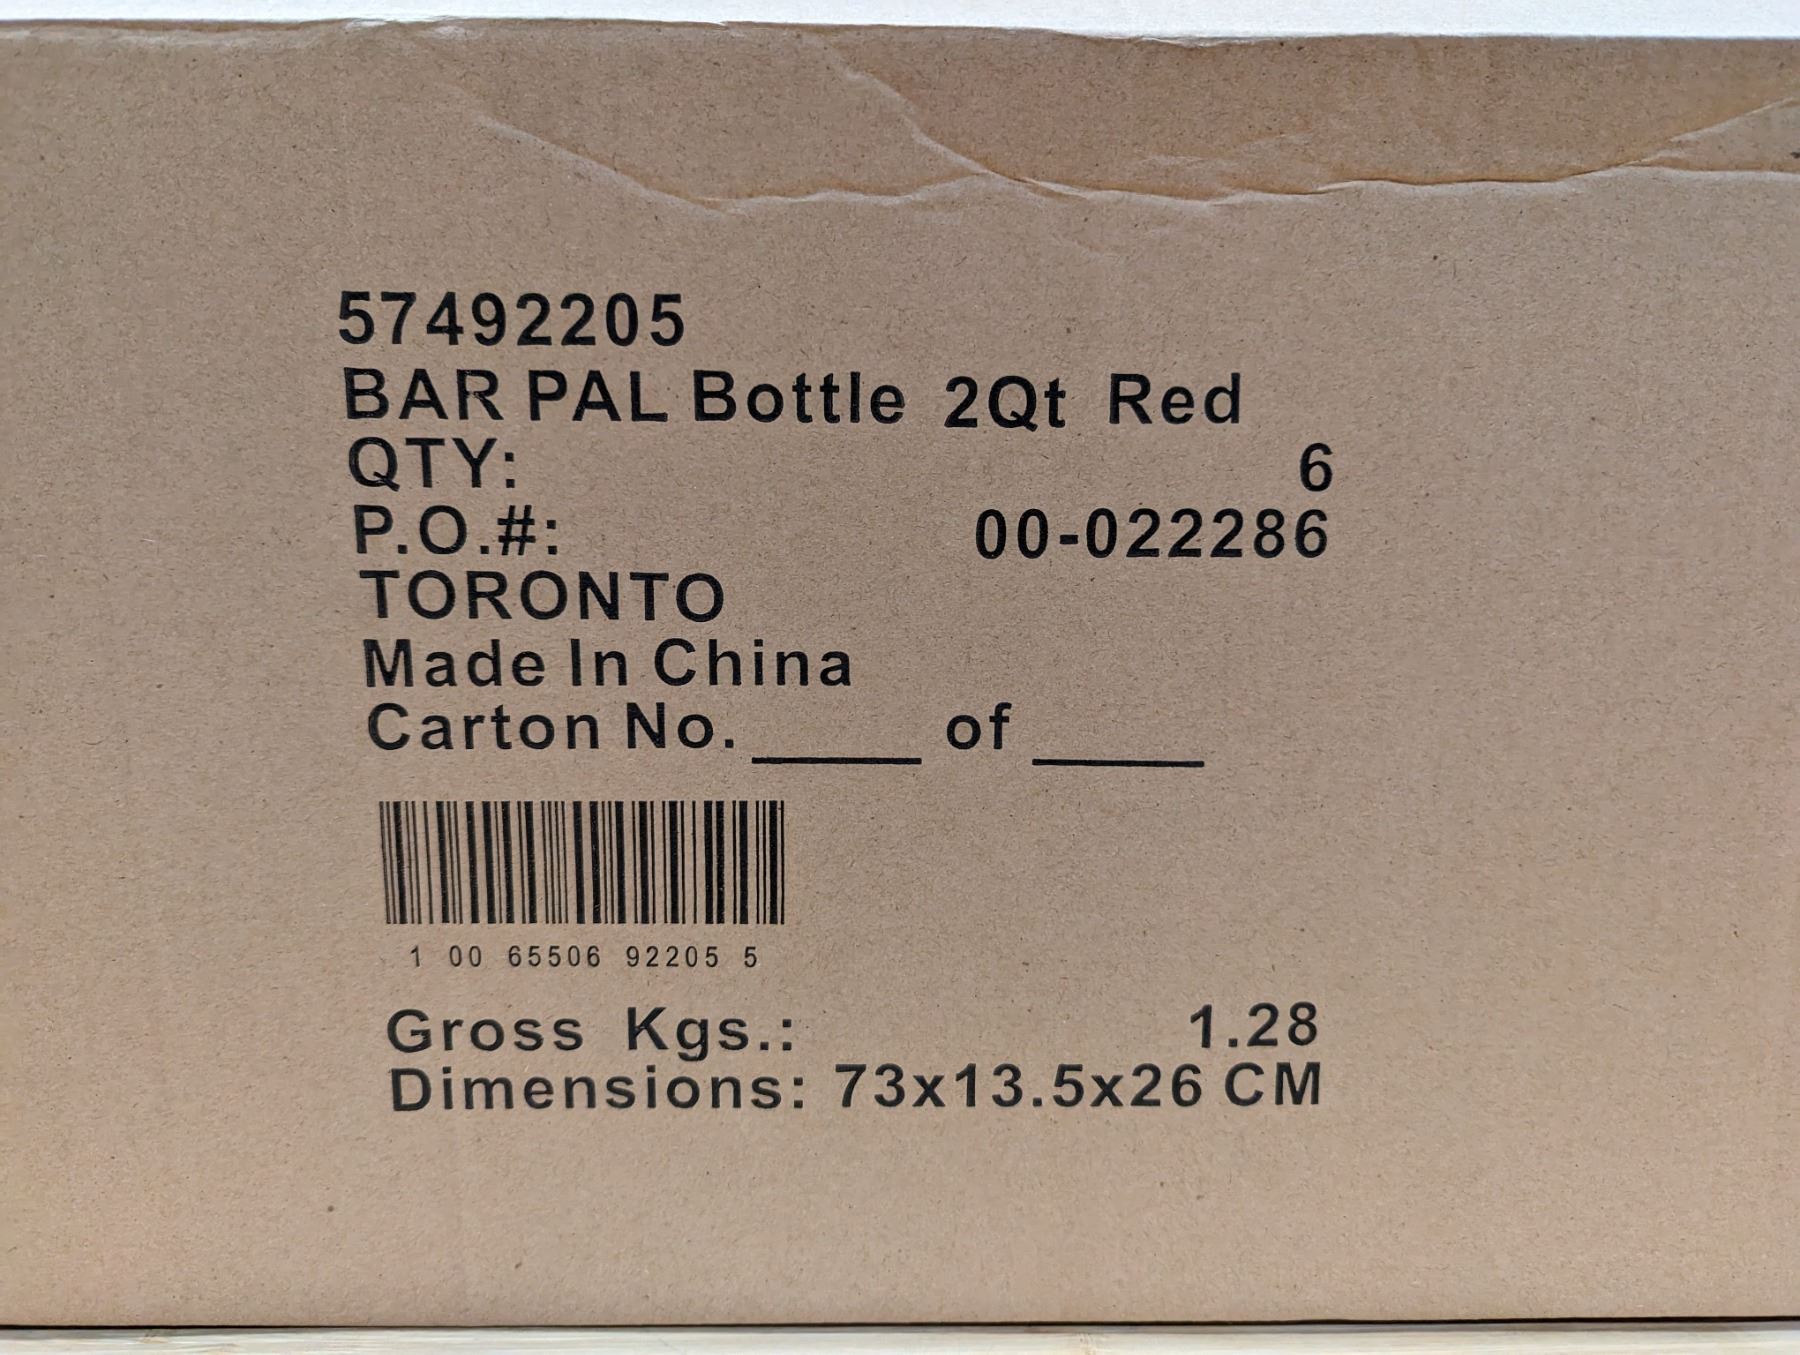 57492205
BAR PAL Bottle 2Qt Red
QTY: 6
P.O.#: 00-022286
TORONTO
Made In China
Carton No. _____ of _____
1 00 65506 92205 5
Gross Kgs.: 1.28
Dimensions: 73x13.5x26 CM